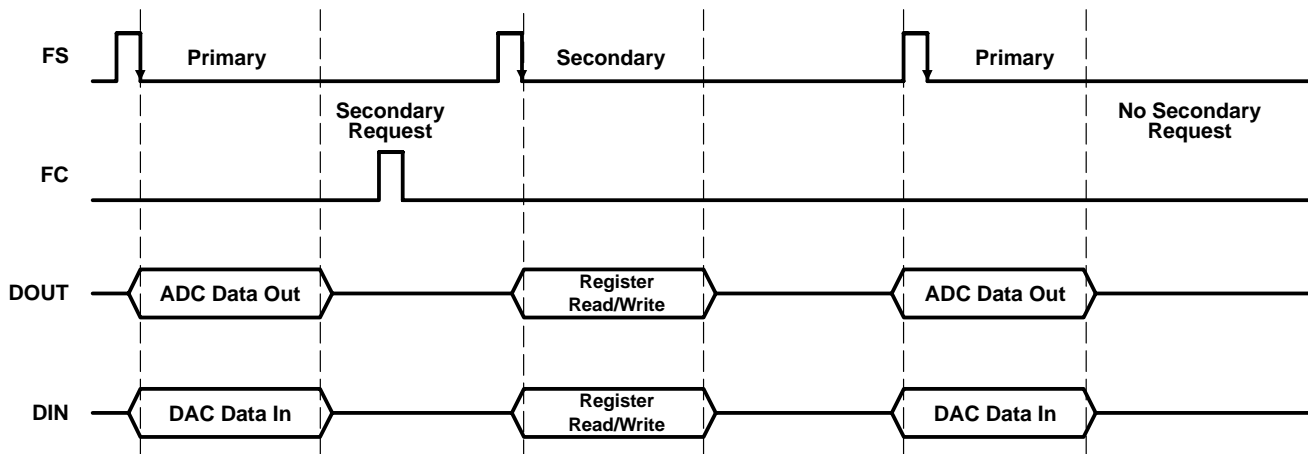 FS
Primary
Secondary
Primary
Secondary
Request
No Secondary
Request
FC
DOUT
ADC Data Out
Register
Read/Write
ADC Data Out
DIN
DAC Data In
Register
Read/Write
DAC Data In